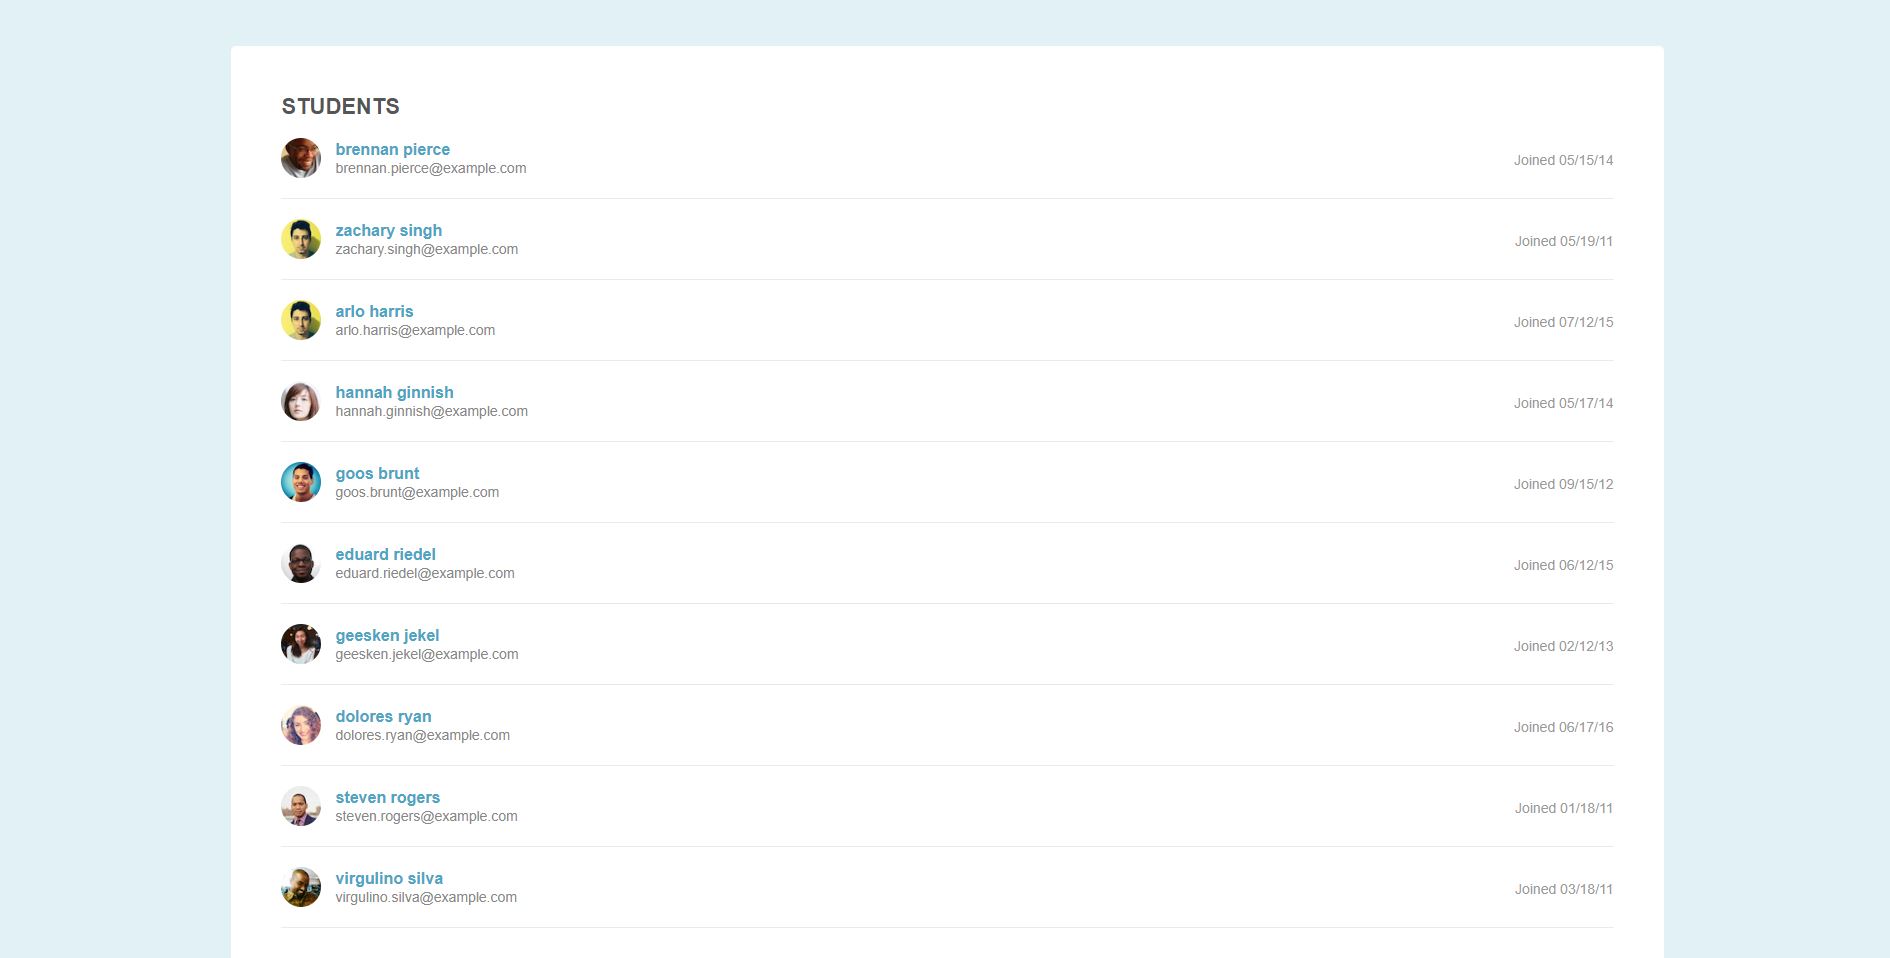 STUDENTS
brennan pierce
brennan.pierce@example.com
Joined 05/15/14
zachary singh
zachary.singh@example.com
Joined 05/19/11
arlo harris
arlo.harris@example.com
Joined 07/12/15
hannah ginnish
hannah.ginnish@example.com
Joined 05/17/14
goos brunt
goos.brunt@example.com
Joined 09/15/12
eduard riedel
eduard.riedel@example.com
Joined 06/12/15
geesken jekel
geesken.jekel@example.com
Joined 02/12/13
dolores ryan
dolores.ryan@example.com
Joined 06/17/16
steven rogers
steven.rogers@example.com
Joined 01/18/11
virgulino silva
virgulino.silva@example.com
Joined 03/18/11